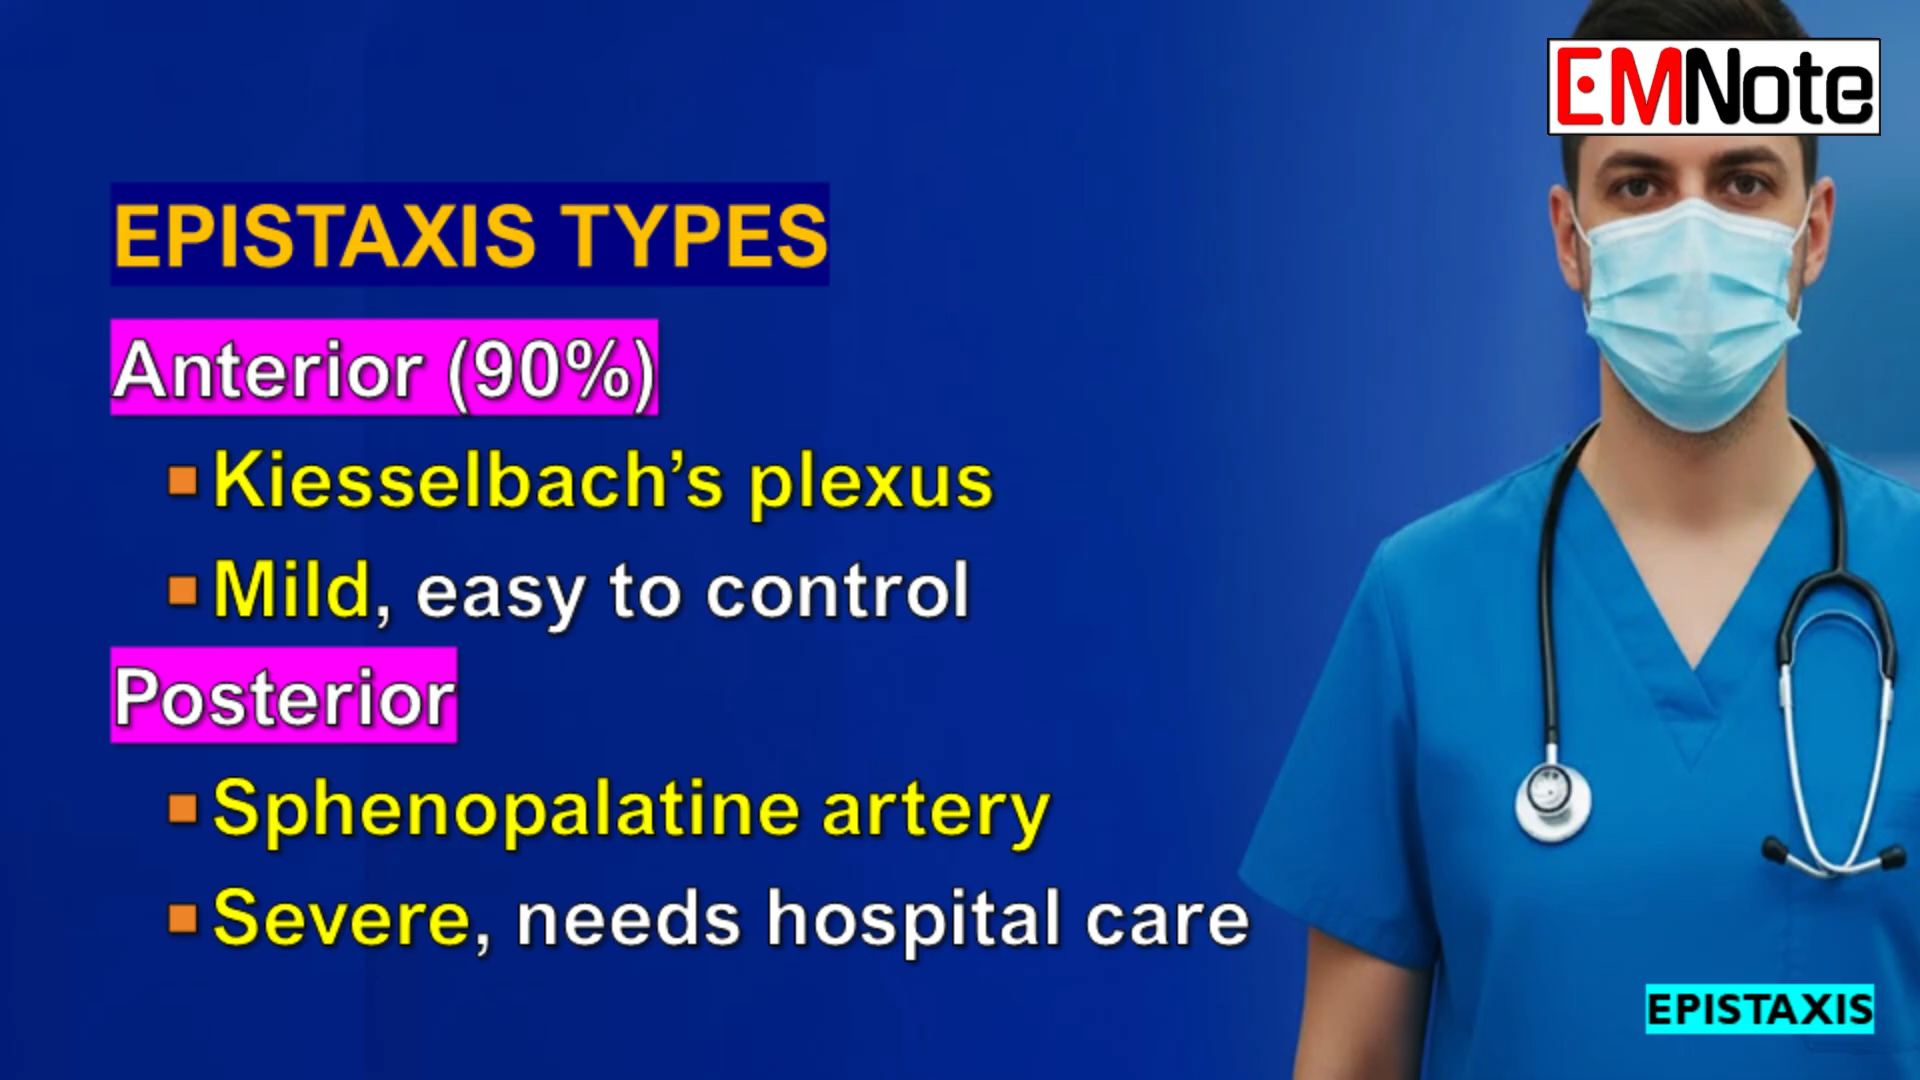 EMNote
EPISTAXIS TYPES
Anterior (90%)
Kiesselbach’s plexus
Mild, easy to control
Posterior
Sphenopalatine artery
Severe, needs hospital care
EPISTAXIS